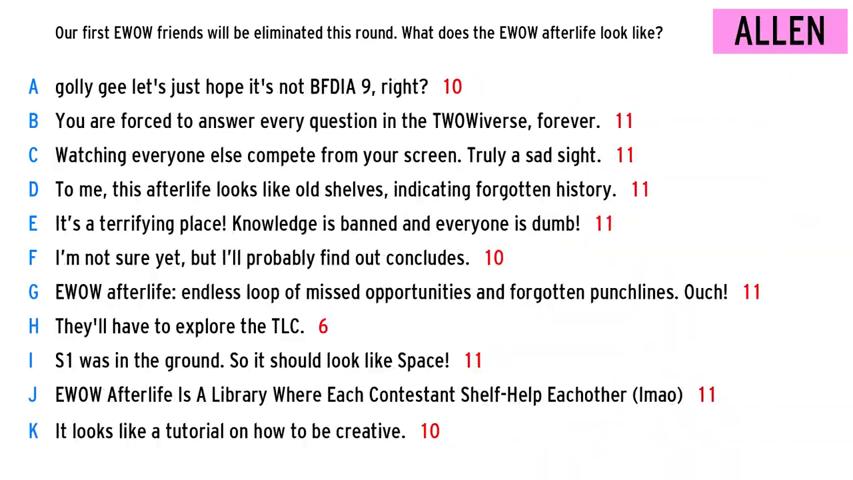 Our first EWOW friends will be eliminated this round. What does the EWOW afterlife look like?
ALLEN
A golly gee let's just hope it's not BFDIA 9, right? 10
B You are forced to answer every question in the TWOWiverse, forever. 11
C Watching everyone else compete from your screen. Truly a sad sight. 11
D To me, this afterlife looks like old shelves, indicating forgotten history. 11
E It’s a terrifying place! Knowledge is banned and everyone is dumb! 11
F I’m not sure yet, but I’ll probably find out concludes. 10
G EWOW afterlife: endless loop of missed opportunities and forgotten punchlines. Ouch! 11
H They'll have to explore the TLC. 6
I S1 was in the ground. So it should look like Space! 11
J EWOW Afterlife Is A Library Where Each Contestant Shelf-Help Eachother (lmao) 11
K It looks like a tutorial on how to be creative. 10